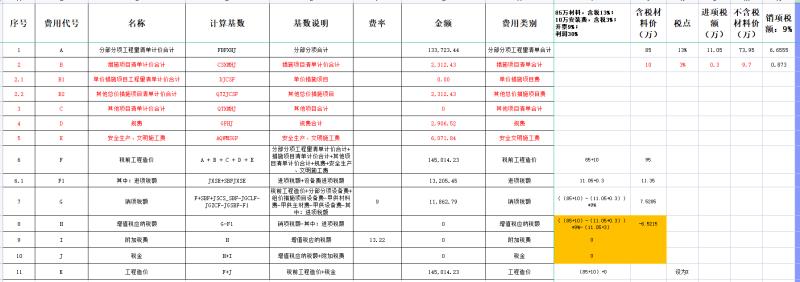 序号 费用代号 名称 计算基数 基数说明 费率 金额 费用类别 85万材料,含税13%; 10万安装费,含税3%; 开票9%; 利润30% 含税材料价(万) 税点 进项税额(万) 不含税材料价(万) 销项税额:9%
1 A 分部分项工程量清单计价合计 FBFXHJ 分部分项合计 133,723.44 分部分项工程量清单合计 85 13% 11.05 73.95 6.6555
2 B 措施项目清单计价合计 CSXMHJ 措施项目合计 2,312.43 措施项目清单合计 10 3% 0.3 9.7 0.873
2.1 B1 单价措施项目工程量清单计价合计 DJCSF 单价措施项目 0.00 单价措施项目费
2.2 B2 其他总价措施项目清单计价合计 QTZJCSF 其他总价措施项目 2,312.43 其他总价措施项目费
3 C 其他项目清单计价合计 QTXMHJ 其他项目合计 0 其他项目清单合计
4 D 规费 GFHJ 规费合计 2,906.52 规费
5 E 安全生产、文明施工费 AQWMSGF 安全生产、文明施工费 6,071.84 安全文明施工费
6 F 税前工程造价 A + B + C + D + E 分部分项工程量清单计价合计+措施项目清单计价合计+其他项目清单计价合计+规费+安全生产、文明施工费 145,014.23 税前工程造价 85+10 95
6.1 F1 其中:进项税额 JXSE+SBFJXSE 进项税额+设备费进项税额 13,205.45 进项税额 11.05+0.3 11.35
7 G 销项税额 F+SBF+JSCS_SBF-JGCLF-JGZCF-JGSBF-F1 税前工程造价+分部分项设备费+组价措施项目设备费-甲供材料费-甲供主材费-甲供设备费-其中:进项税额 9 11,862.79 销项税额 ((85+10)-(11.05+0.3))*9% 7.5285
8 H 增值税应纳税额 G-F1 销项税额-其中:进项税额 0 增值税应纳税额 ((85+10)-(11.05+0.3))*9%-(11.05+3) -6.5215
9 I 附加税费 H 增值税应纳税额 13.22 0 附加税费 0
10 J 税金 H+I 增值税应纳税额+附加税费 0 税金 0
11 K 工程造价 F+J 税前工程造价+税金 145,014.23 工程造价 (85+10)+0 设为X